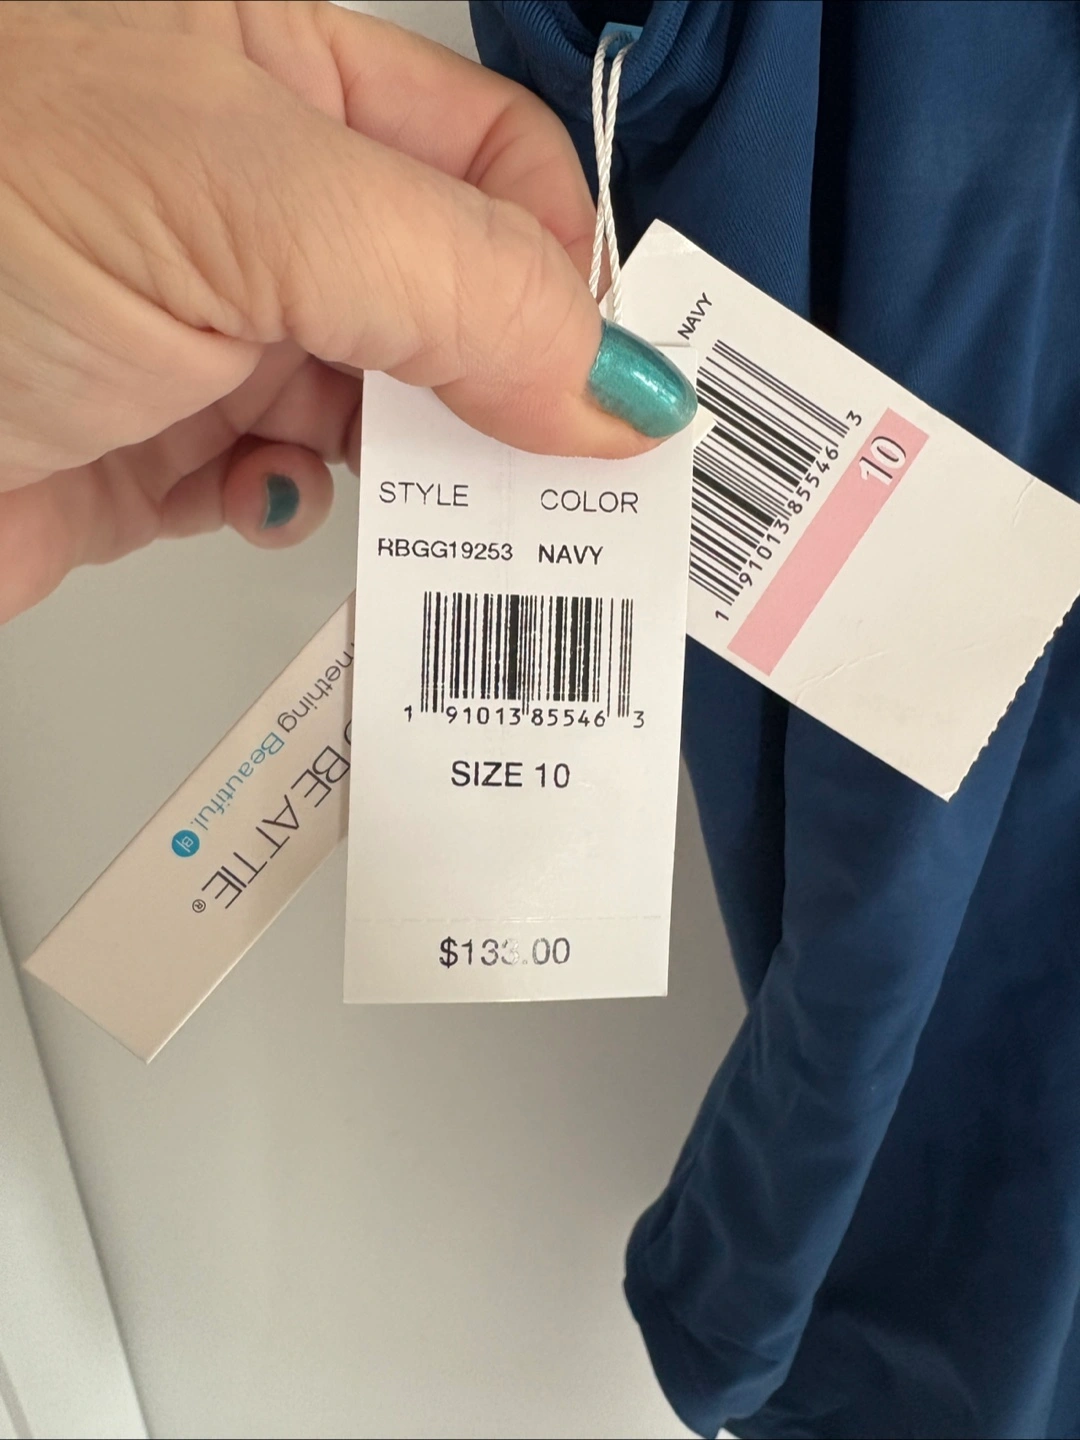 STYLE COLOR
RBGG19253 NAVY
1 91013 85546 3
SIZE 10
$133.00
NAVY
1 91013 85546 3
10
Beautiful.
BEATTIE®